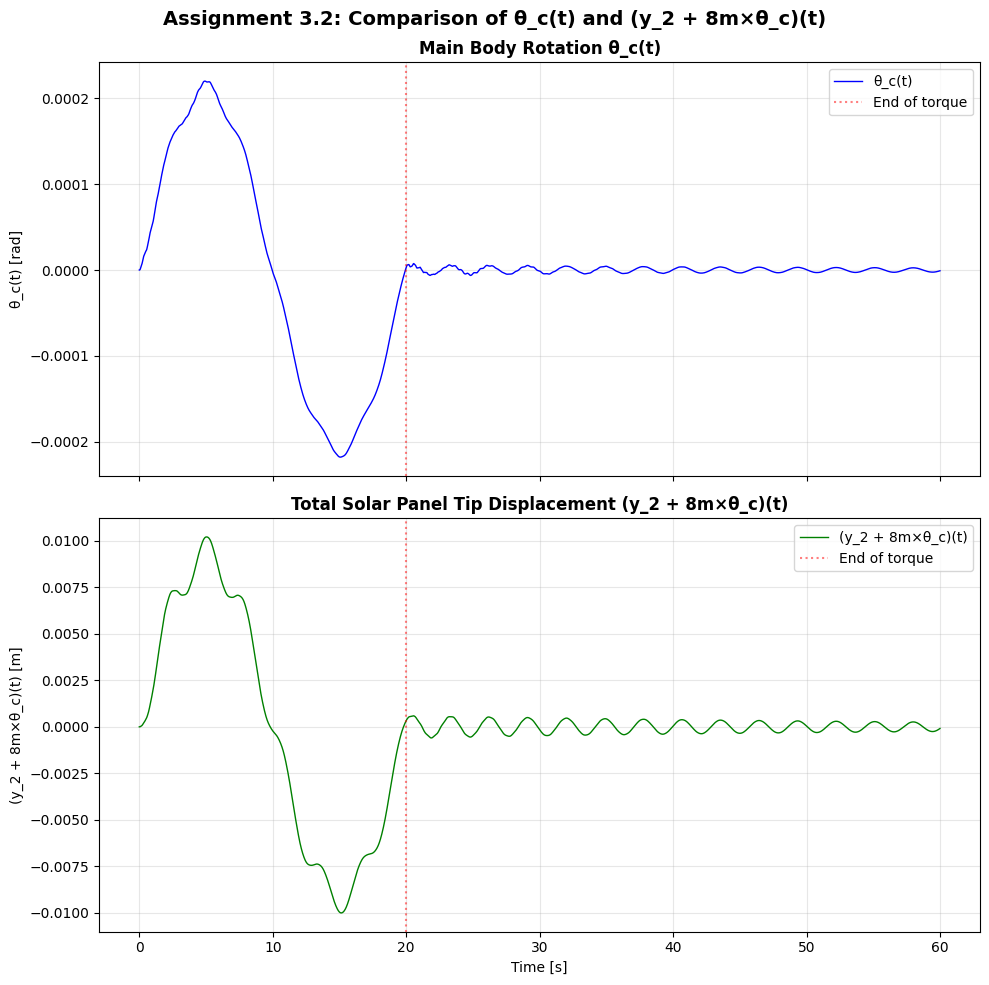 Assignment 3.2: Comparison of θ_c(t) and (y_2 + 8m×θ_c)(t)
Main Body Rotation θ_c(t)
θ_c(t)
End of torque
0.0002
0.0001
0.0000
−0.0001
−0.0002
θ_c(t) [rad]
Total Solar Panel Tip Displacement (y_2 + 8m×θ_c)(t)
(y_2 + 8m×θ_c)(t)
End of torque
0.0100
0.0075
0.0050
0.0025
0.0000
−0.0025
−0.0050
−0.0075
−0.0100
(y_2 + 8m×θ_c)(t) [m]
0 10 20 30 40 50 60
Time [s]